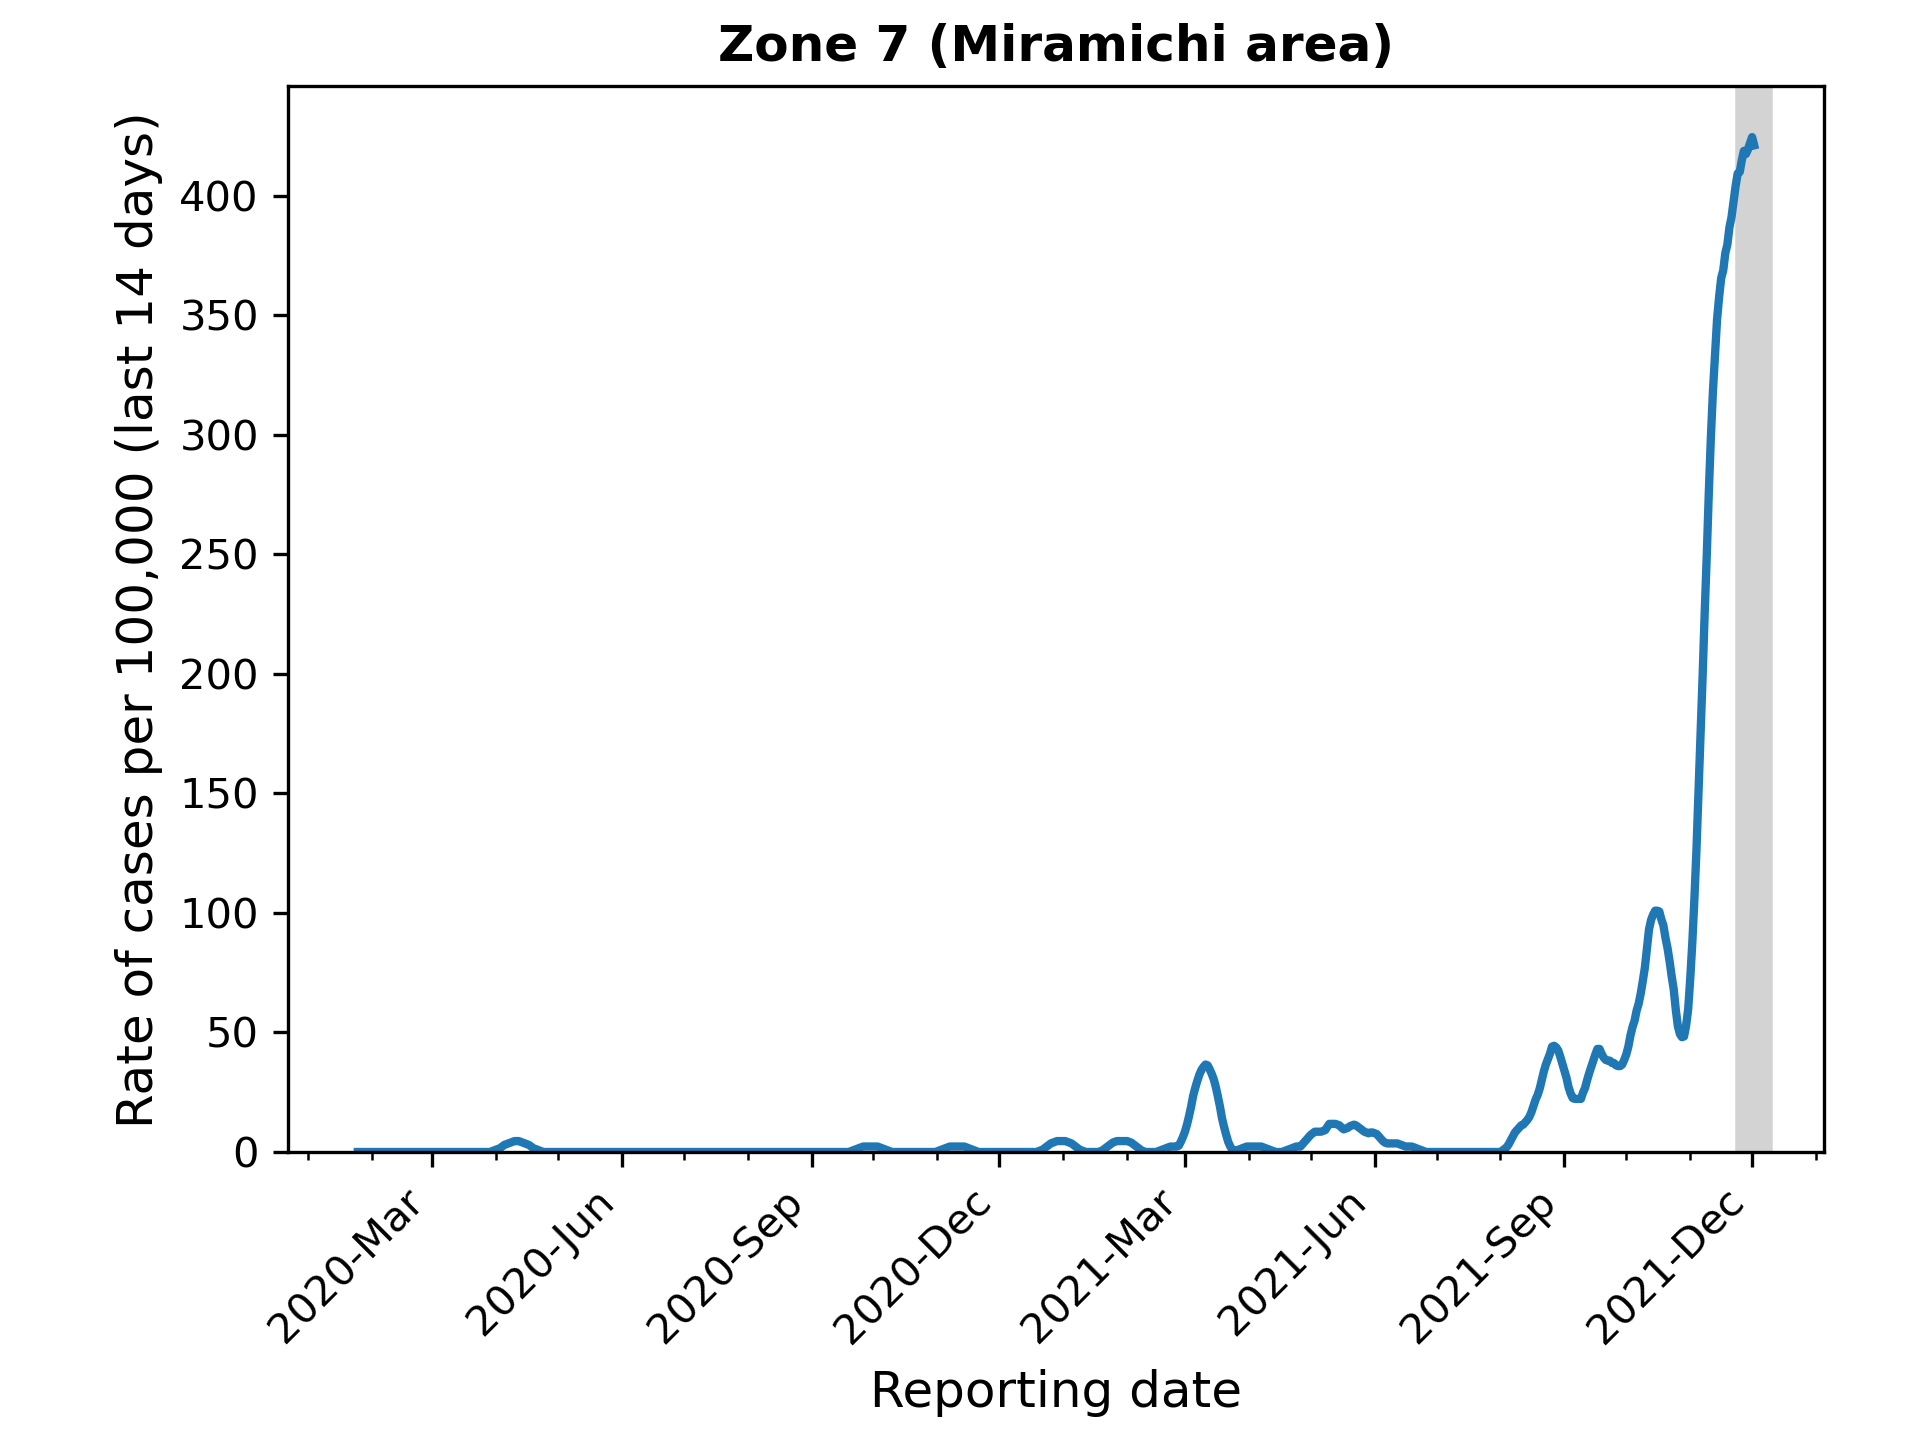 Zone 7 (Miramichi area)
Rate of cases per 100,000 (last 14 days)
400
350
300
250
200
150
100
50
0
2020-Mar
2020-Jun
2020-Sep
2020-Dec
2021-Mar
2021-Jun
2021-Sep
2021-Dec
Reporting date